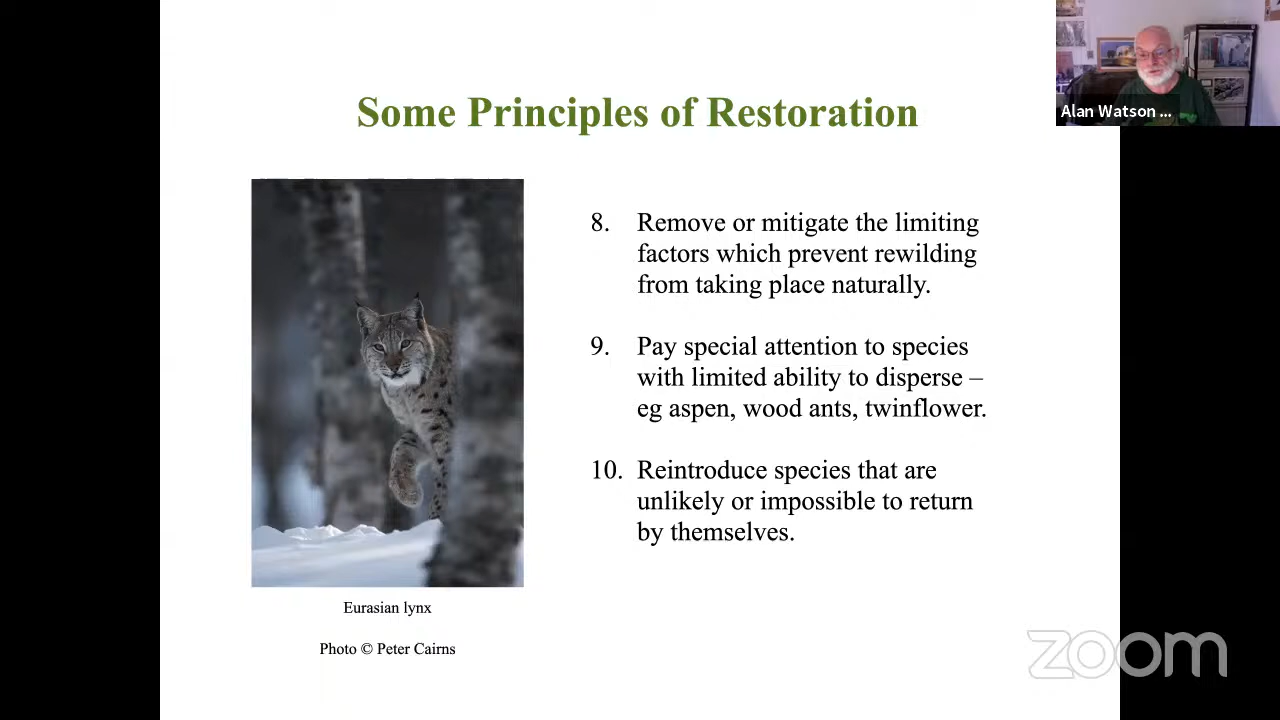 Some Principles of Restoration
Alan Watson ...
8. Remove or mitigate the limiting
factors which prevent rewilding
from taking place naturally.
9. Pay special attention to species
with limited ability to disperse –
eg aspen, wood ants, twinflower.
10. Reintroduce species that are
unlikely or impossible to return
by themselves.
Eurasian lynx
Photo © Peter Cairns
zoom